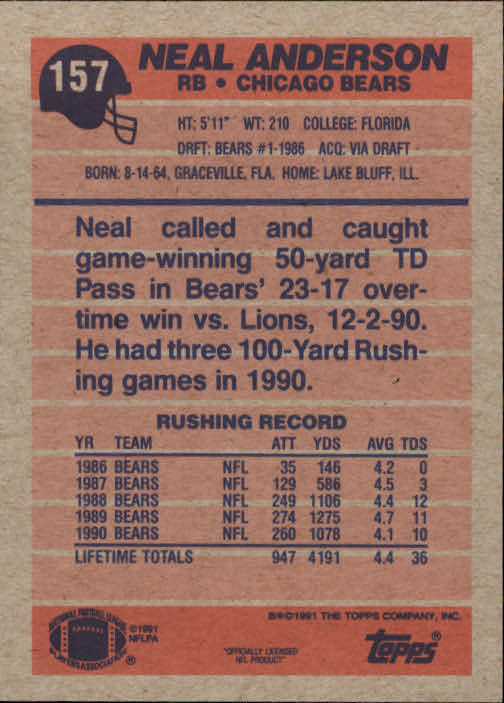 157
NEAL ANDERSON
RB • CHICAGO BEARS
HT: 5'11" WT: 210 COLLEGE: FLORIDA
DRFT: BEARS #1-1986 ACQ: VIA DRAFT
BORN: 8-14-64, GRACEVILLE, FLA. HOME: LAKE BLUFF, ILL.
Neal called and caught
game-winning 50-yard TD
Pass in Bears' 23-17 over-
time win vs. Lions, 12-2-90.
He had three 100-Yard Rush-
ing games in 1990.
RUSHING RECORD
YR TEAM ATT YDS AVG TDS
1986 BEARS NFL 35 146 4.2 0
1987 BEARS NFL 129 586 4.5 3
1988 BEARS NFL 249 1106 4.4 12
1989 BEARS NFL 274 1275 4.7 11
1990 BEARS NFL 260 1078 4.1 10
LIFETIME TOTALS 947 4191 4.4 36
NATIONAL FOOTBALL LEAGUE
PLAYERS ASSOCIATION
®
©1991
NFLPA
"OFFICIALLY LICENSED
NFL PRODUCT"
®©1991 THE TOPPS COMPANY, INC.
topps®